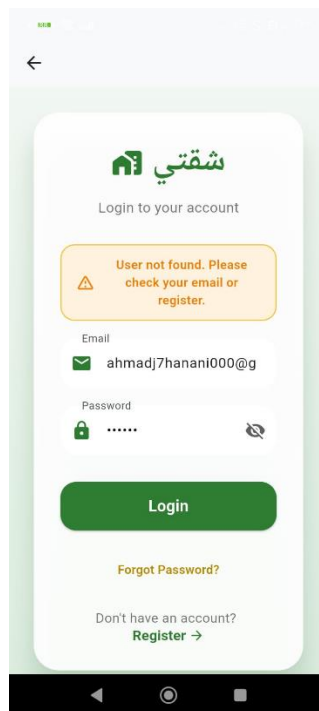 شقتي
Login to your account
User not found. Please
check your email or
register.
Email
ahmadj7hanani000@g
Password
••••••
Login
Forgot Password?
Don't have an account?
Register →